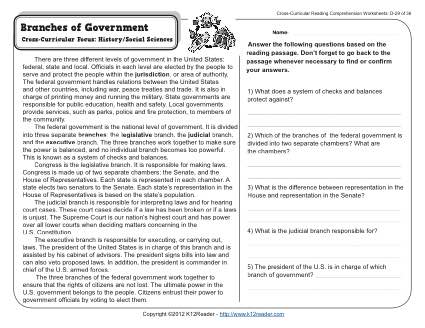 Cross-Curricular Reading Comprehension Worksheets: D-29 of 36
Branches of Government
Cross-Curricular Focus: History/Social Sciences
There are three different levels of government in the United States:
federal, state and local. Officials in each level are elected by the people to
serve and protect the people within the jurisdiction, or area of authority.
The federal government handles relations between the United States
and other countries, including war, peace treaties and trade. It is also in
charge of printing money and running the military. State governments are
responsible for public education, health and safety. Local governments
provide services, such as parks, police and fire protection, to members of
the community.
The federal government is the national level of government. It is divided
into three separate branches: the legislative branch, the judicial branch,
and the executive branch. The three branches work together to make sure
the power is balanced, and no individual branch becomes too powerful.
This is known as a system of checks and balances.
Congress is the legislative branch. It is responsible for making laws.
Congress is made up of two separate chambers; the Senate, and the
House of Representatives. Each state is represented in each chamber. A
state elects two senators to the Senate. Each state's representation in the
House of Representatives is based on the state's population.
The judicial branch is responsible for interpreting laws and for hearing
court cases. These court cases decide if a law has been broken or if a laws
is unjust. The Supreme Court is our nation's highest court and has power
over all lower courts when deciding matters concerning in the
U.S. Constitution.
The executive branch is responsible for executing, or carrying out,
laws. The president of the United States is in charge of this branch and is
assisted by his cabinet of advisors. The president signs bills into law and
can also veto proposed laws. In addition, the president is commander in
chief of the U.S. armed forces.
The three branches of the federal government work together to
ensure that the rights of citizens are not lost. The ultimate power in the
U.S. government belongs to the people. Citizens entrust their power to
government officials by voting to elect them.
Name:
Answer the following questions based on the
reading passage. Don't forget to go back to the
passage whenever necessary to find or confirm
your answers.
1) What does a system of checks and balances
protect against?
2) Which of the branches of the federal government is
divided into two separate chambers? What are
the chambers?
3) What is the difference between representation in the
House and representation in the Senate?
4) What is the judicial branch responsible for?
5) The president of the U.S. is in charge of which
branch of government?
Copyright ©2012 K12Reader - http://www.k12reader.com